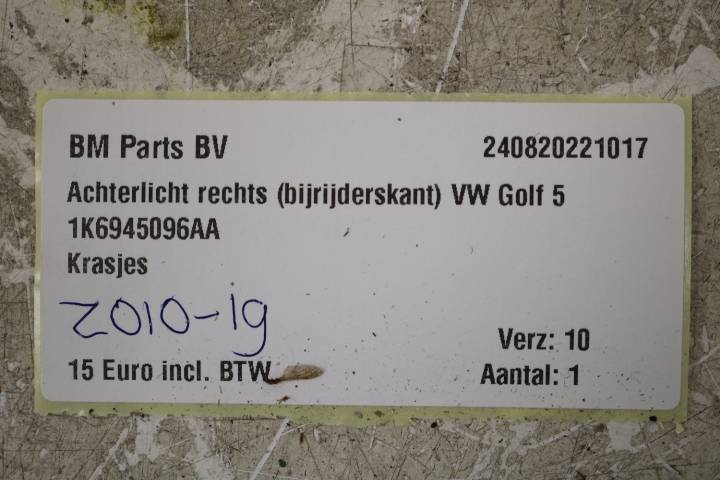 BM Parts BV 240820221017
Achterlicht rechts (bijrijderskant) VW Golf 5
1K6945096AA
Krasjes
2010-19
Verz: 10
15 Euro incl. BTW Aantal: 1